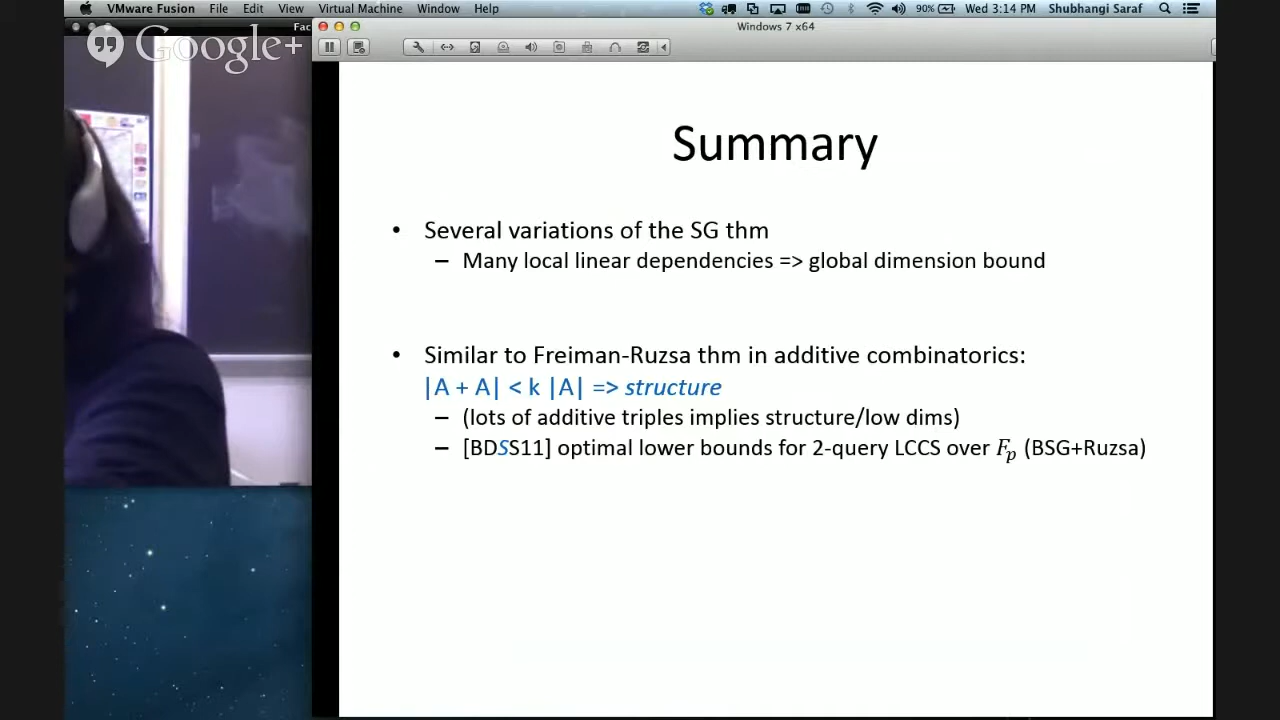 VMware Fusion File Edit View Virtual Machine Window Help 90% Wed 3:14 PM Shubhangi Saraf
Google+
Fac
Windows 7 x64
Summary
• Several variations of the SG thm
– Many local linear dependencies => global dimension bound
• Similar to Freiman-Ruzsa thm in additive combinatorics:
|A + A| < k |A| => structure
– (lots of additive triples implies structure/low dims)
– [BDSS11] optimal lower bounds for 2-query LCCS over Fₚ (BSG+Ruzsa)